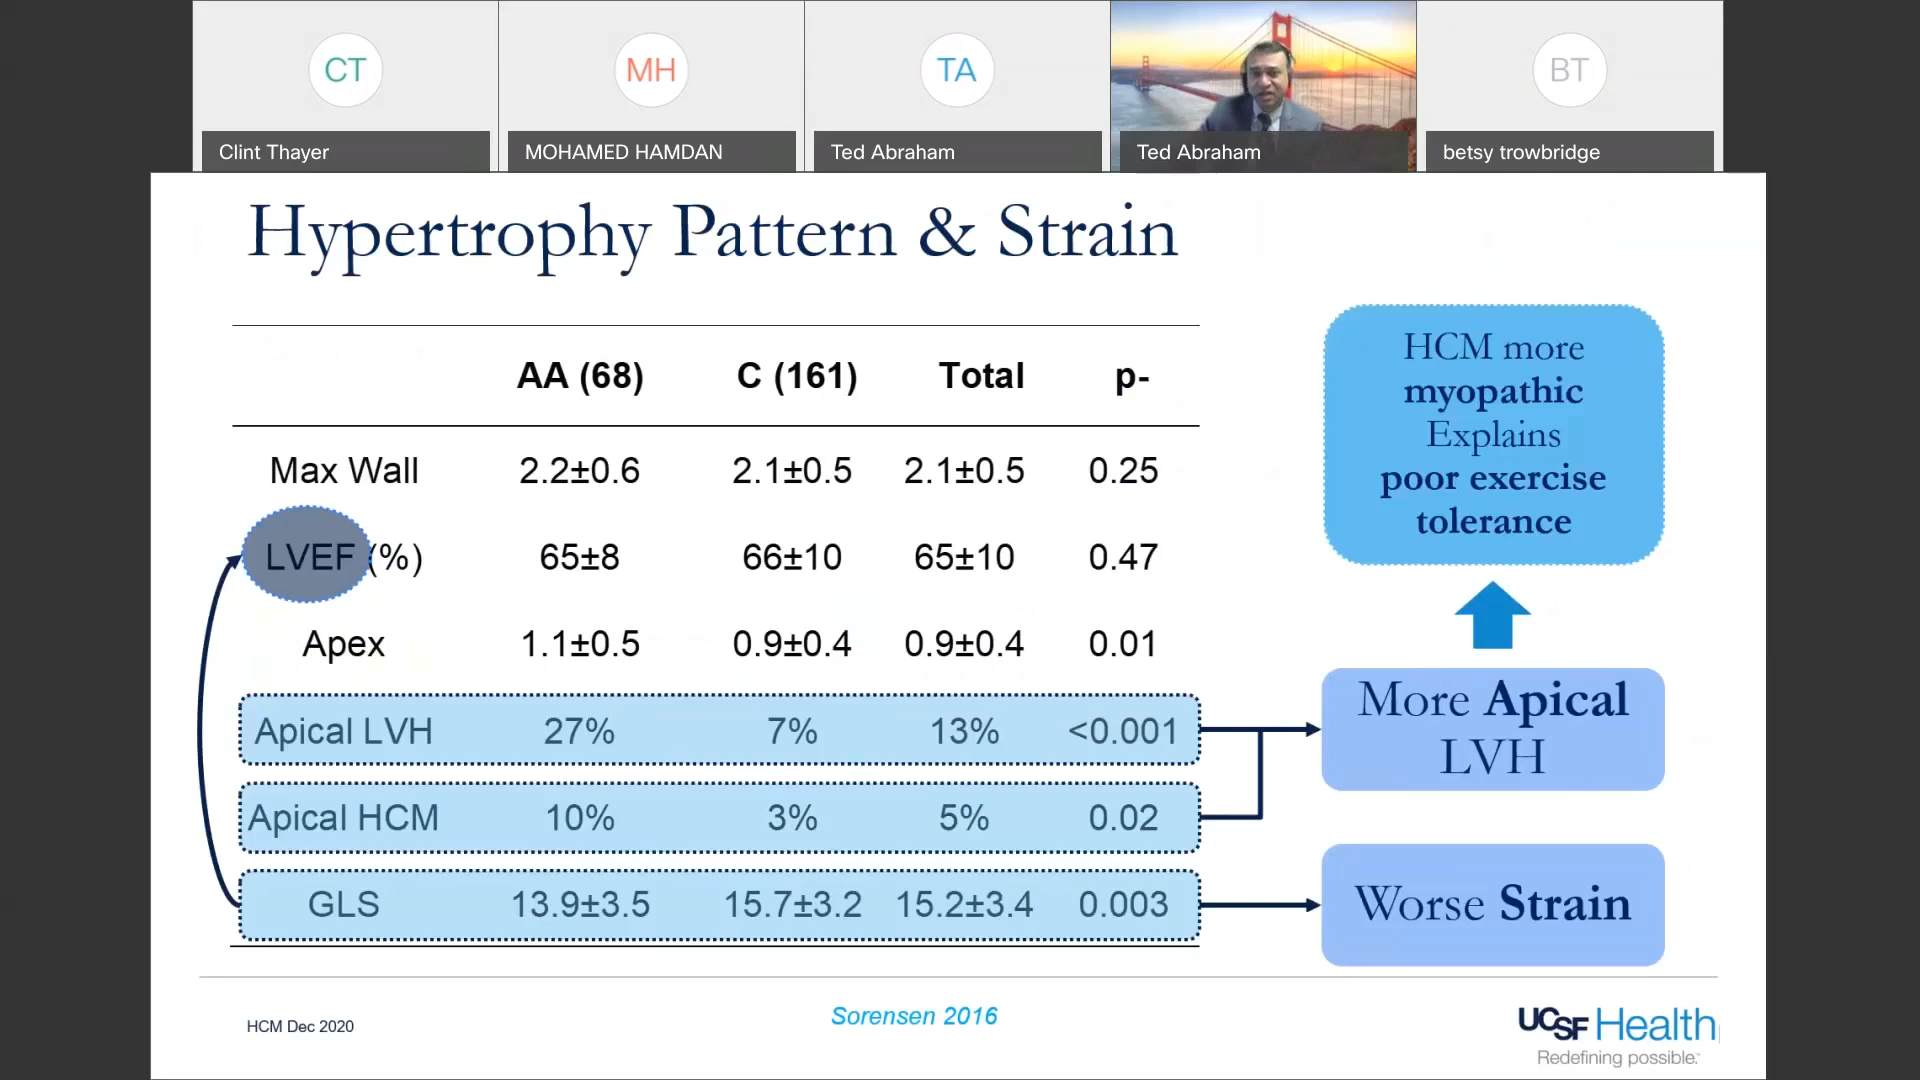 CT
MH
TA
BT
Clint Thayer
MOHAMED HAMDAN
Ted Abraham
Ted Abraham
betsy trowbridge
Hypertrophy Pattern & Strain
AA (68) C (161) Total p-
Max Wall 2.2±0.6 2.1±0.5 2.1±0.5 0.25
LVEF (%) 65±8 66±10 65±10 0.47
Apex 1.1±0.5 0.9±0.4 0.9±0.4 0.01
Apical LVH 27% 7% 13% <0.001
Apical HCM 10% 3% 5% 0.02
GLS 13.9±3.5 15.7±3.2 15.2±3.4 0.003
HCM more
myopathic
Explains
poor exercise
tolerance
More Apical
LVH
Worse Strain
HCM Dec 2020
Sorensen 2016
UCSF Health
Redefining possible.™